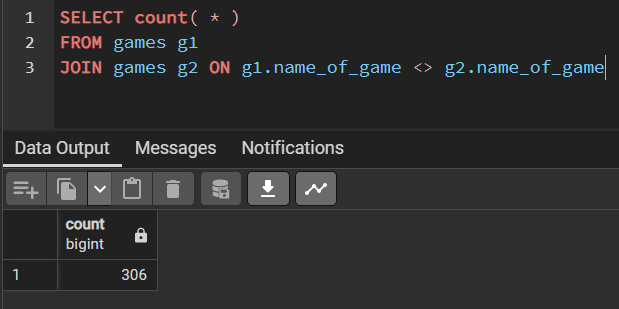 1 SELECT count( * )
2 FROM games g1
3 JOIN games g2 ON g1.name_of_game <> g2.name_of_game
Data Output Messages Notifications
count
bigint
1 306